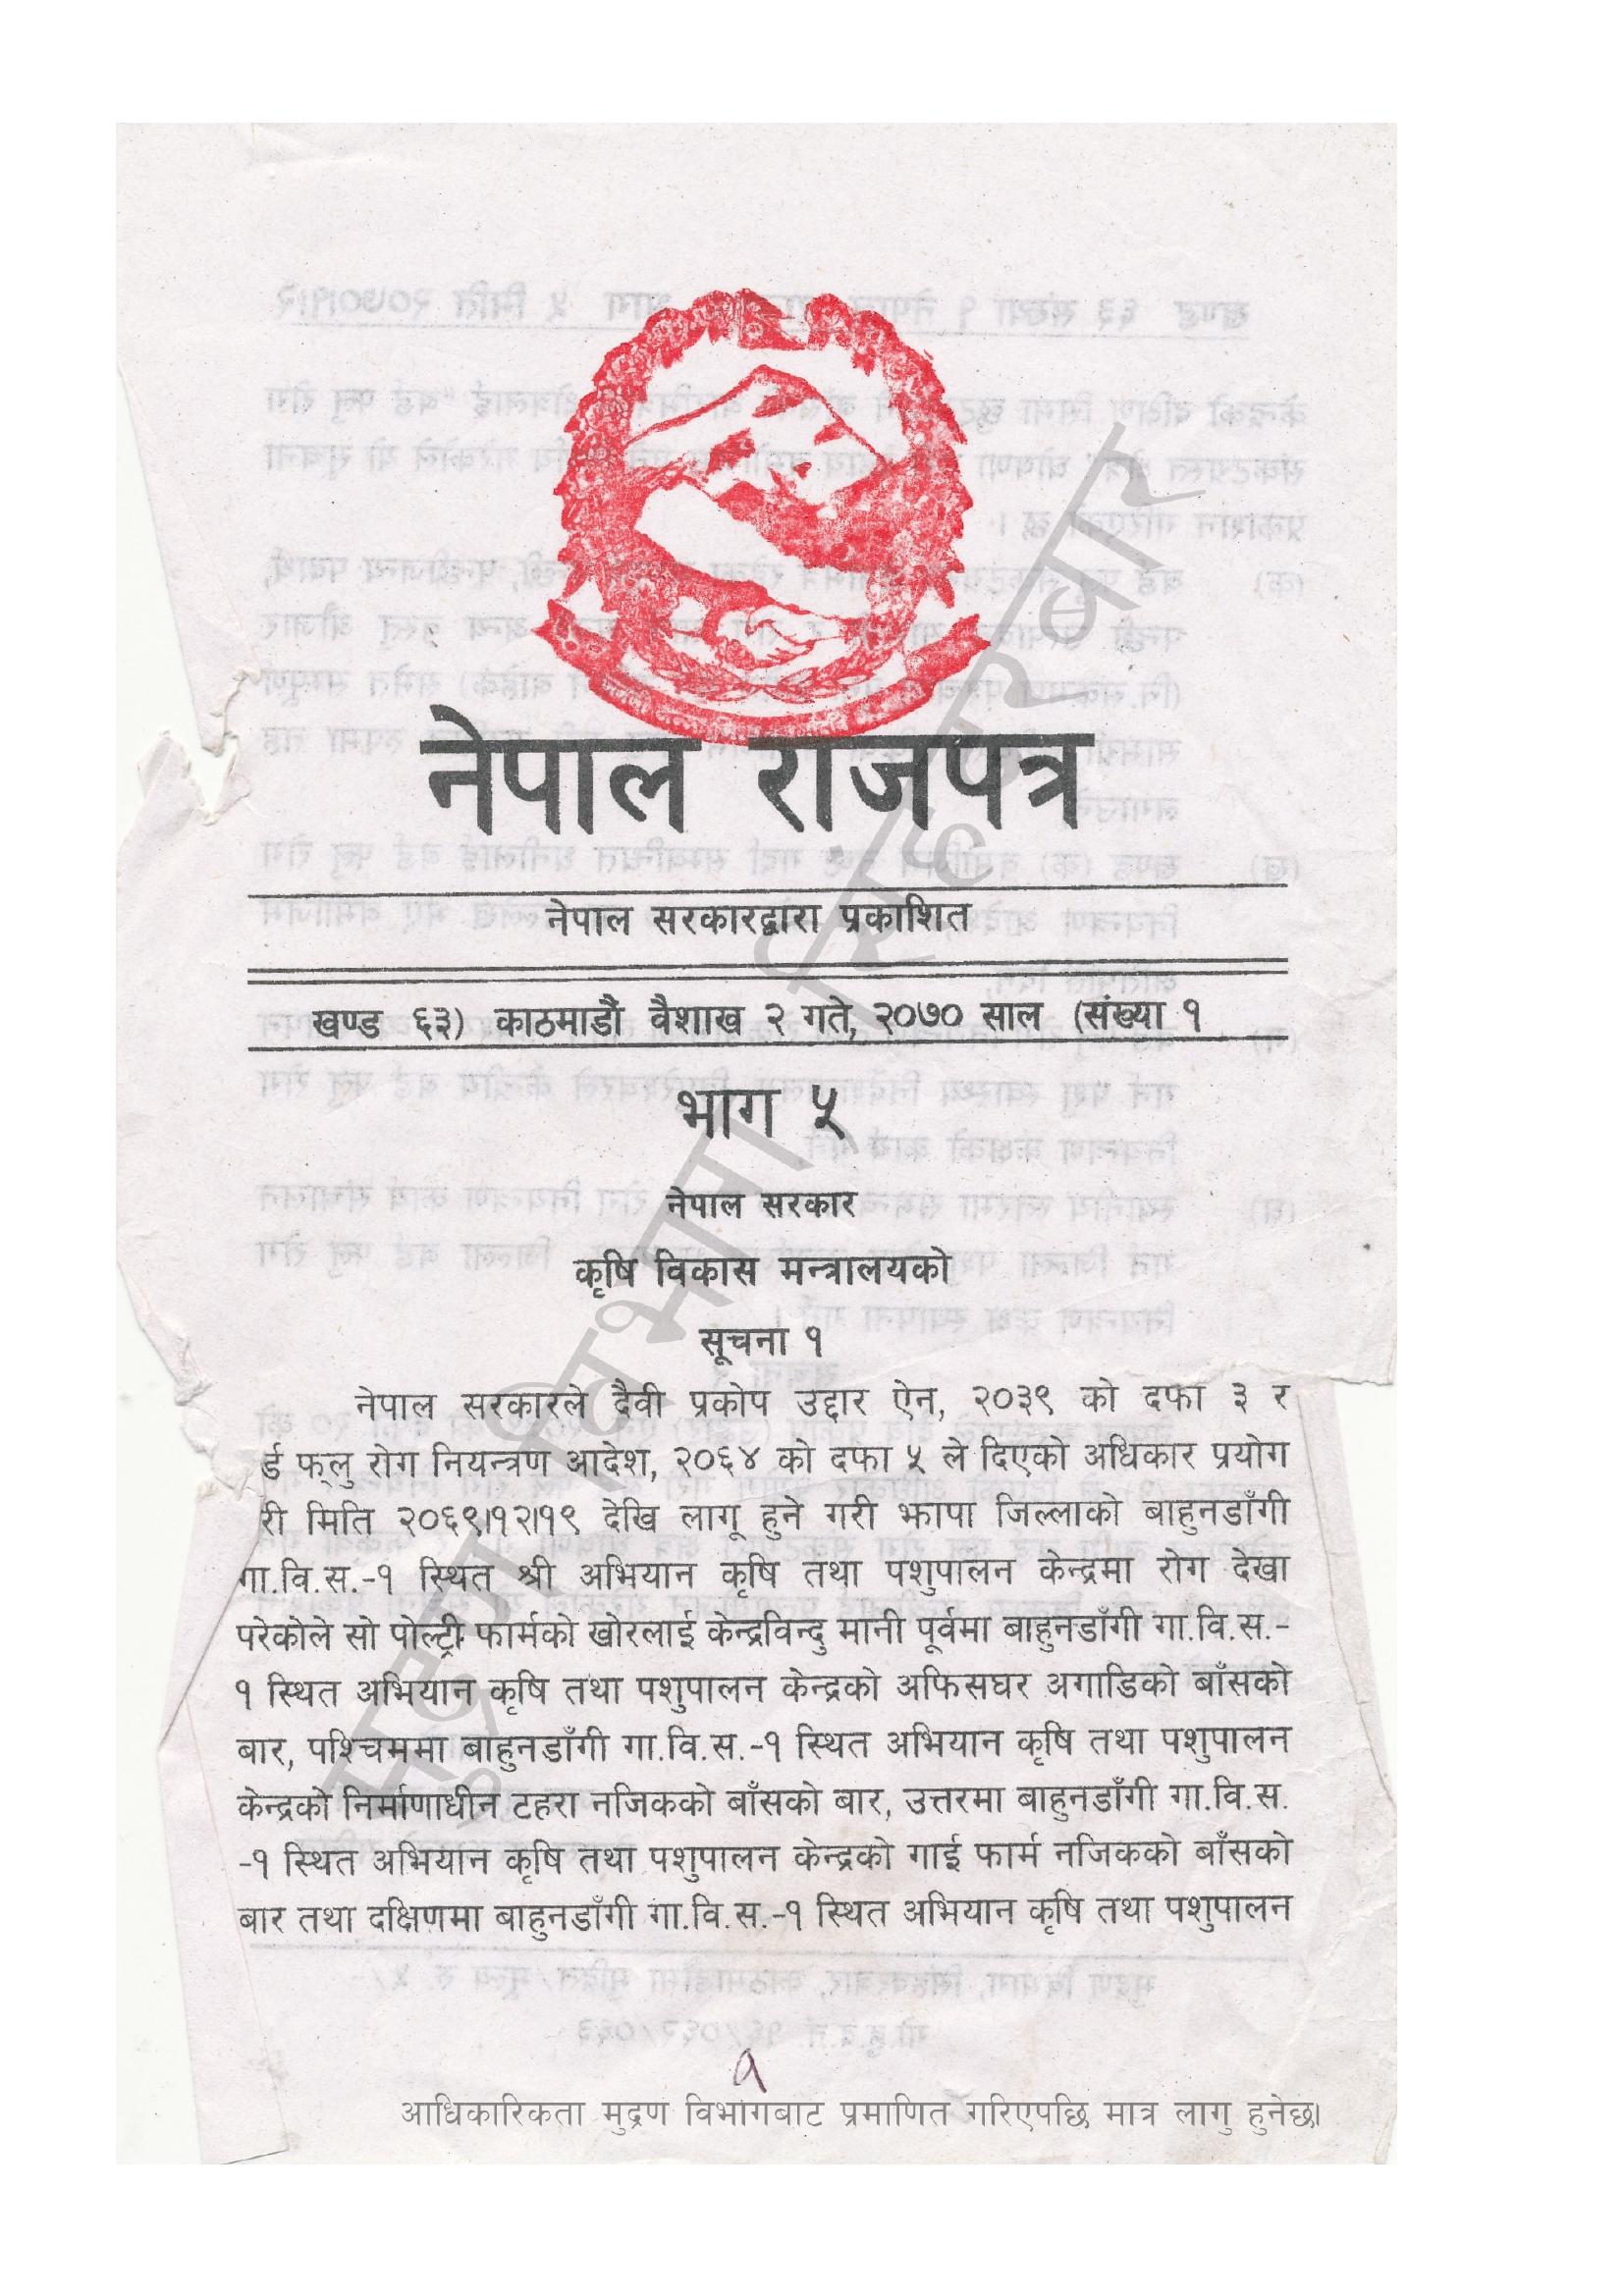 नेपाल राजपत्र
नेपाल सरकारद्वारा प्रकाशित
खण्ड ६३) काठमाडौं वैशाख २ गते, २०७० साल (संख्या १
भाग ५
नेपाल सरकार
कृषि विकास मन्त्रालयको
सूचना १
नेपाल सरकारले दैवी प्रकोप उद्दार ऐन, २०३९ को दफा ३ र
र्ड फ्लु रोग नियन्त्रण आदेश, २०६४ को दफा ५ ले दिएको अधिकार प्रयोग
री मिति २०६९।१२।१९ देखि लागू हुने गरी झापा जिल्लाको बाहुनडाँगी
गा.वि.स.-१ स्थित श्री अभियान कृषि तथा पशुपालन केन्द्रमा रोग देखा
परेकोले सो पोल्ट्री फार्मको खोरलाई केन्द्रविन्दु मानी पूर्वमा बाहुनडाँगी गा.वि.स.-
१ स्थित अभियान कृषि तथा पशुपालन केन्द्रको अफिसघर अगाडिको बाँसको
बार, पश्चिममा बाहुनडाँगी गा.वि.स.-१ स्थित अभियान कृषि तथा पशुपालन
केन्द्रको निर्माणाधीन टहरा नजिकको बाँसको बार, उत्तरमा बाहुनडाँगी गा.वि.स.
-१ स्थित अभियान कृषि तथा पशुपालन केन्द्रको गाई फार्म नजिकको बाँसको
बार तथा दक्षिणमा बाहुनडाँगी गा.वि.स.-१ स्थित अभियान कृषि तथा पशुपालन
१
आधिकारिकता मुद्रण विभागबाट प्रमाणित गरिएपछि मात्र लागु हुनेछ।
मुद्रण विभाग सिंहदरबार